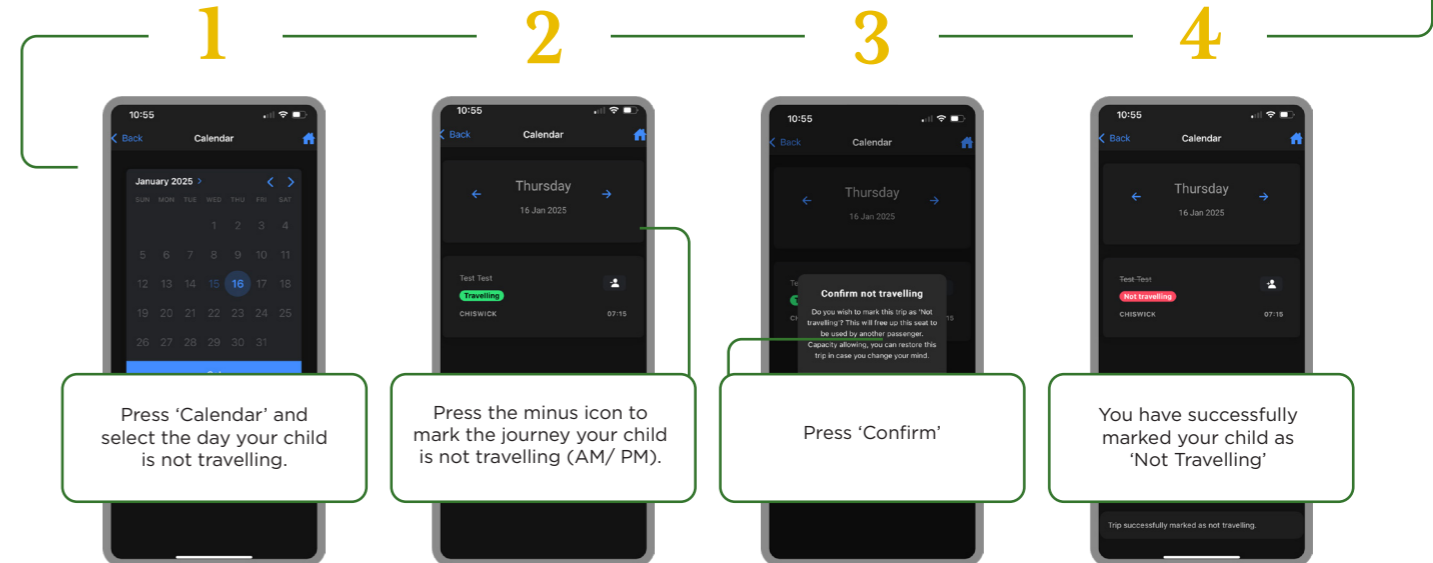 1
2
3
4
10:55
Back
Calendar
January 2025 >
SUN MON TUE WED THU FRI SAT
1 2 3 4
5 6 7 8 9 10 11
12 13 14 15 16 17 18
19 20 21 22 23 24 25
26 27 28 29 30 31
Press ‘Calendar’ and
select the day your child
is not travelling.
10:55
Back
Calendar
Thursday
16 Jan 2025
Test Test
Travelling
CHISWICK 07:15
Press the minus icon to
mark the journey your child
is not travelling (AM/ PM).
10:55
Back
Calendar
Thursday
16 Jan 2025
Confirm not travelling
Do you wish to mark this trip as 'Not
travelling'? This will free up this seat to
be used by another passenger.
Capacity allowing, you can restore this
trip in case you change your mind.
Press ‘Confirm’
10:55
Back
Calendar
Thursday
16 Jan 2025
Test Test
Not travelling
CHISWICK 07:15
You have successfully
marked your child as
‘Not Travelling’
Trip successfully marked as not travelling.